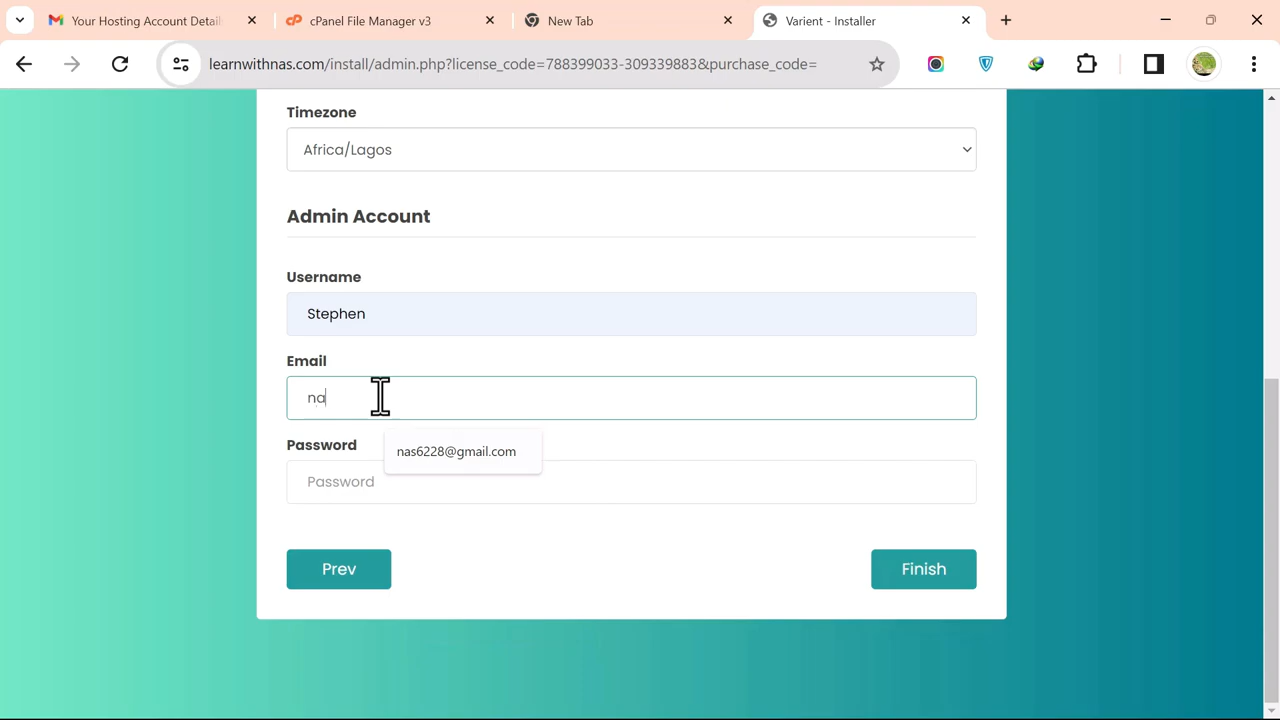 Your Hosting Account Detail
cPanel File Manager v3
New Tab
Varient - Installer
learnwithnas.com/install/admin.php?license_code=788399033-309339883&purchase_code=
Timezone
Africa/Lagos
Admin Account
Username
Stephen
Email
na
nas6228@gmail.com
Password
Password
Prev
Finish